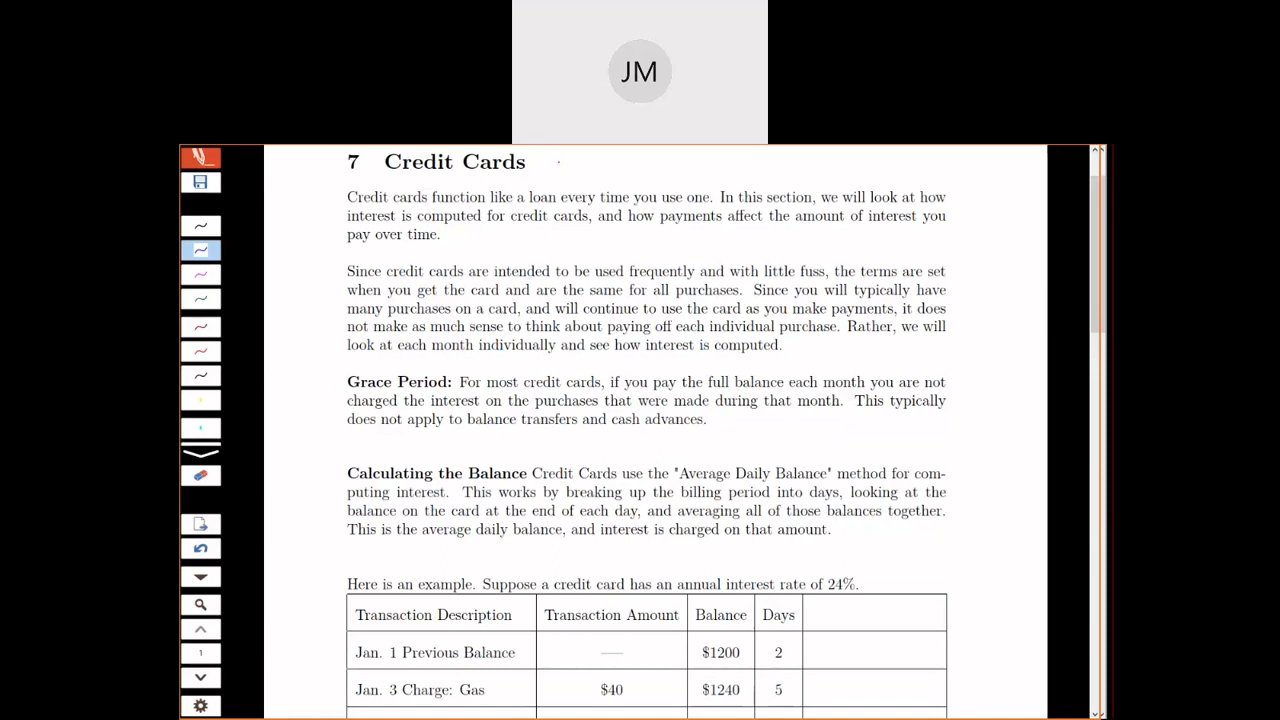 JM
7 Credit Cards
Credit cards function like a loan every time you use one. In this section, we will look at how
interest is computed for credit cards, and how payments affect the amount of interest you
pay over time.
Since credit cards are intended to be used frequently and with little fuss, the terms are set
when you get the card and are the same for all purchases. Since you will typically have
many purchases on a card, and will continue to use the card as you make payments, it does
not make as much sense to think about paying off each individual purchase. Rather, we will
look at each month individually and see how interest is computed.
Grace Period: For most credit cards, if you pay the full balance each month you are not
charged the interest on the purchases that were made during that month. This typically
does not apply to balance transfers and cash advances.
Calculating the Balance Credit Cards use the "Average Daily Balance" method for com-
puting interest. This works by breaking up the billing period into days, looking at the
balance on the card at the end of each day, and averaging all of those balances together.
This is the average daily balance, and interest is charged on that amount.
Here is an example. Suppose a credit card has an annual interest rate of 24%.
Transaction Description Transaction Amount Balance Days
Jan. 1 Previous Balance — $1200 2
Jan. 3 Charge: Gas $40 $1240 5
1